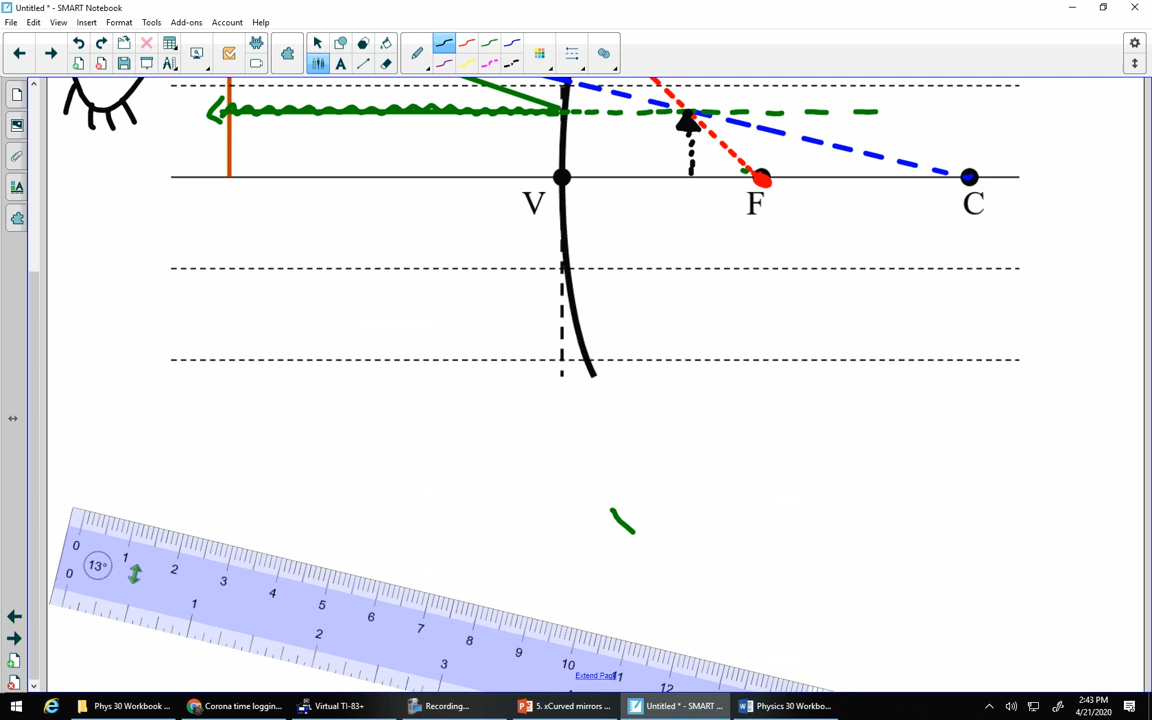 Untitled * - SMART Notebook
File Edit View Insert Format Tools Add-ons Account Help
V
F
C
0 1 2 3 4 5 6 7 8 9 10 11 12
13°
0 1 2 3
Extend Page
Phys 30 Workbook ...
Corona time loggin...
Virtual TI-83+
Recording...
5. xCurved mirrors ...
Untitled * - SMART ...
Physics 30 Workbo...
2:43 PM
4/21/2020